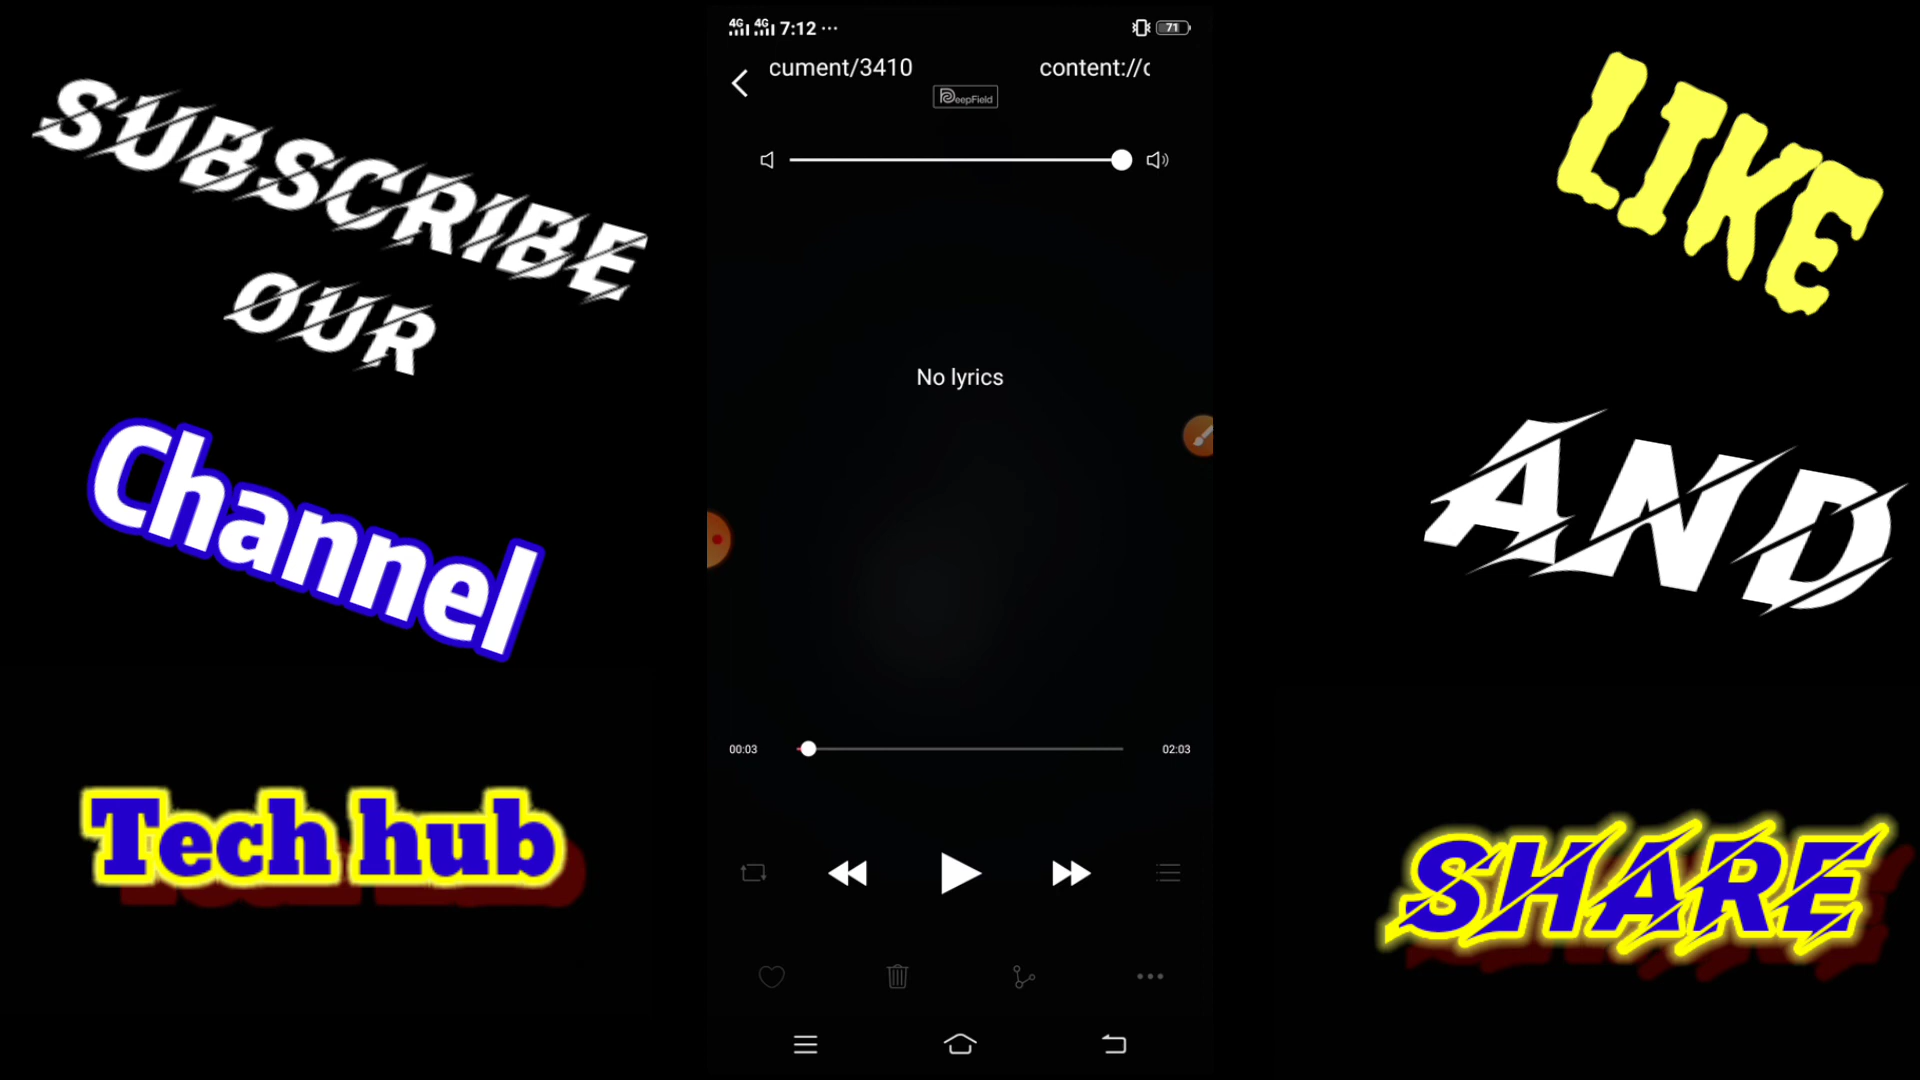 SUBSCRIBE
OUR
Channel
Tech hub
4G 4G 7:12 ...
71
cument/3410 content://c
DeepField
No lyrics
00:03 02:03
LIKE
AND
SHARE